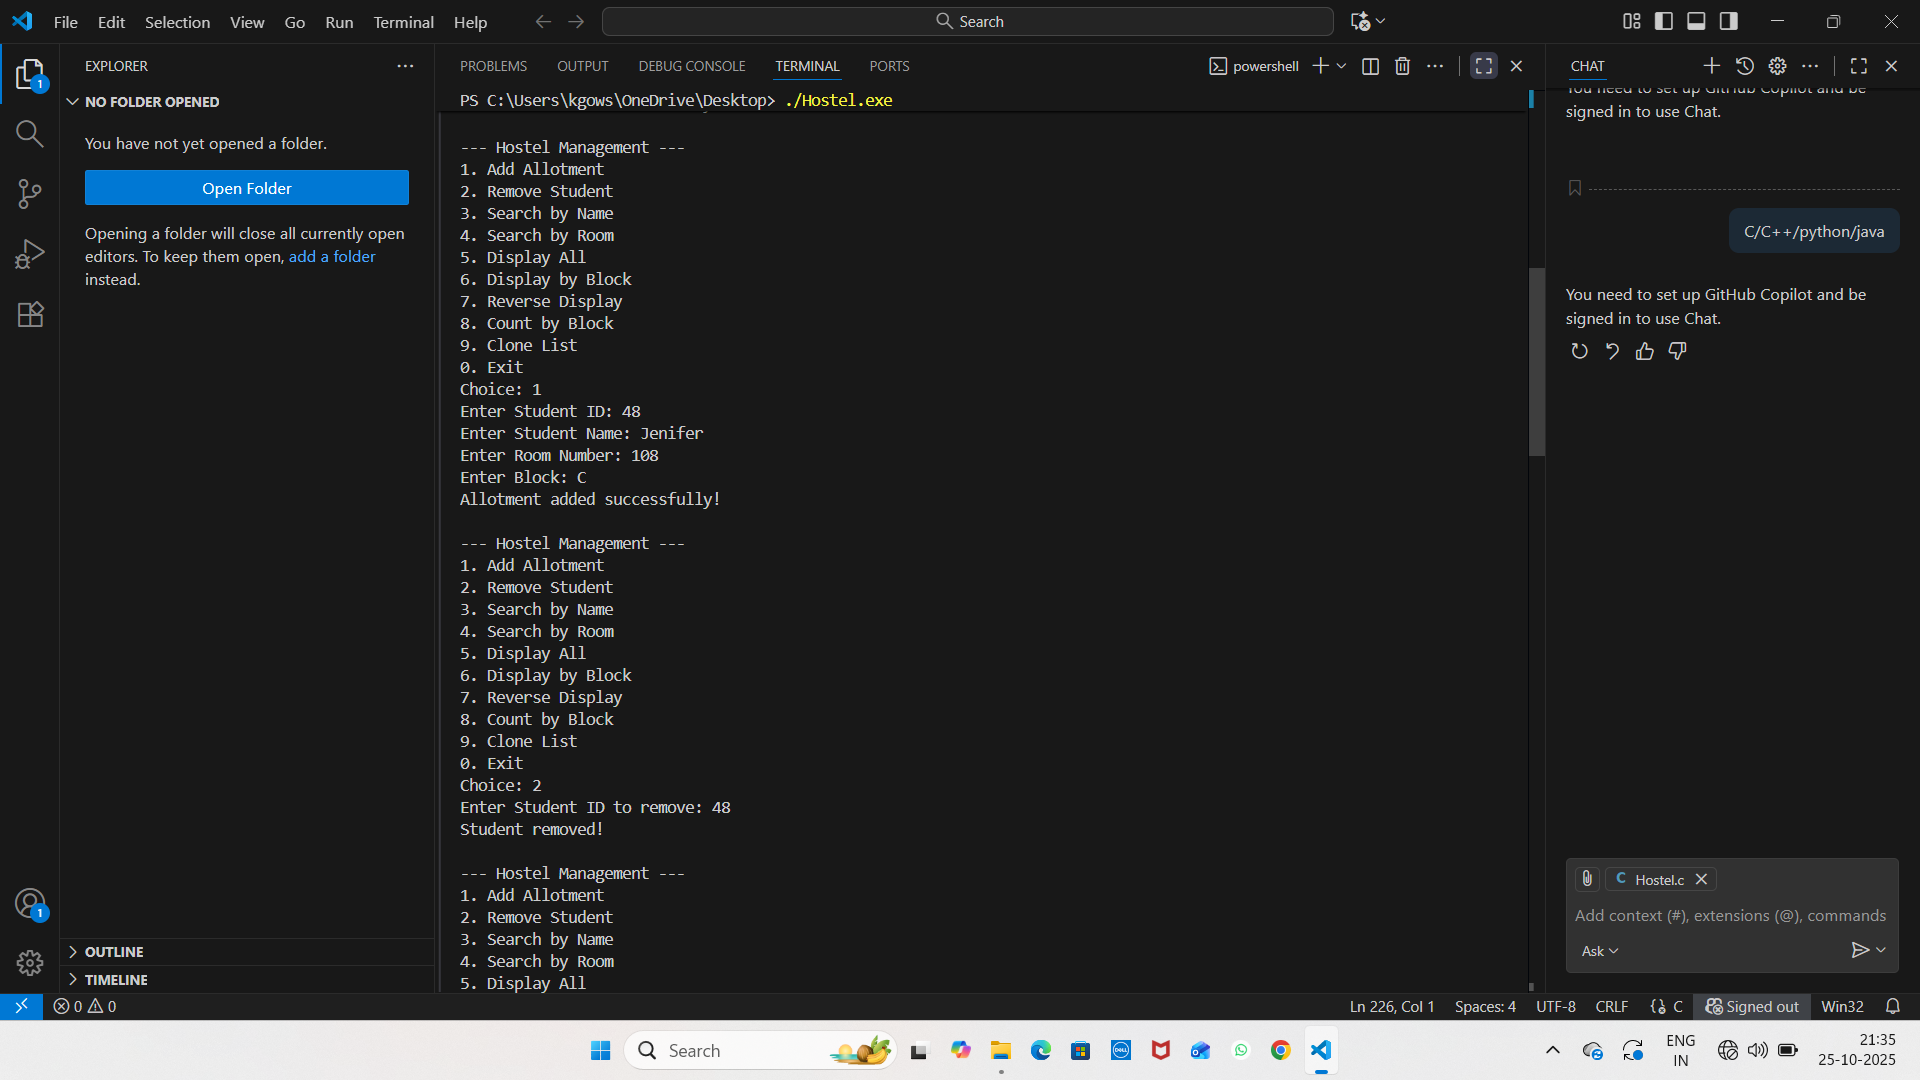 File Edit Selection View Go Run Terminal Help
Search
EXPLORER
NO FOLDER OPENED
You have not yet opened a folder.
Open Folder
Opening a folder will close all currently open
editors. To keep them open, add a folder
instead.
OUTLINE
TIMELINE
PROBLEMS OUTPUT DEBUG CONSOLE TERMINAL PORTS
powershell
PS C:\Users\kgows\OneDrive\Desktop> ./Hostel.exe
--- Hostel Management ---
1. Add Allotment
2. Remove Student
3. Search by Name
4. Search by Room
5. Display All
6. Display by Block
7. Reverse Display
8. Count by Block
9. Clone List
0. Exit
Choice: 1
Enter Student ID: 48
Enter Student Name: Jenifer
Enter Room Number: 108
Enter Block: C
Allotment added successfully!
--- Hostel Management ---
1. Add Allotment
2. Remove Student
3. Search by Name
4. Search by Room
5. Display All
6. Display by Block
7. Reverse Display
8. Count by Block
9. Clone List
0. Exit
Choice: 2
Enter Student ID to remove: 48
Student removed!
--- Hostel Management ---
1. Add Allotment
2. Remove Student
3. Search by Name
4. Search by Room
5. Display All
CHAT
You need to set up GitHub Copilot and be
signed in to use Chat.
C/C++/python/java
You need to set up GitHub Copilot and be
signed in to use Chat.
C Hostel.c
Add context (#), extensions (@), commands
Ask
1
1
0 0
Ln 226, Col 1 Spaces: 4 UTF-8 CRLF {} C Signed out Win32
Search
DELL
ENG
IN
21:35
25-10-2025